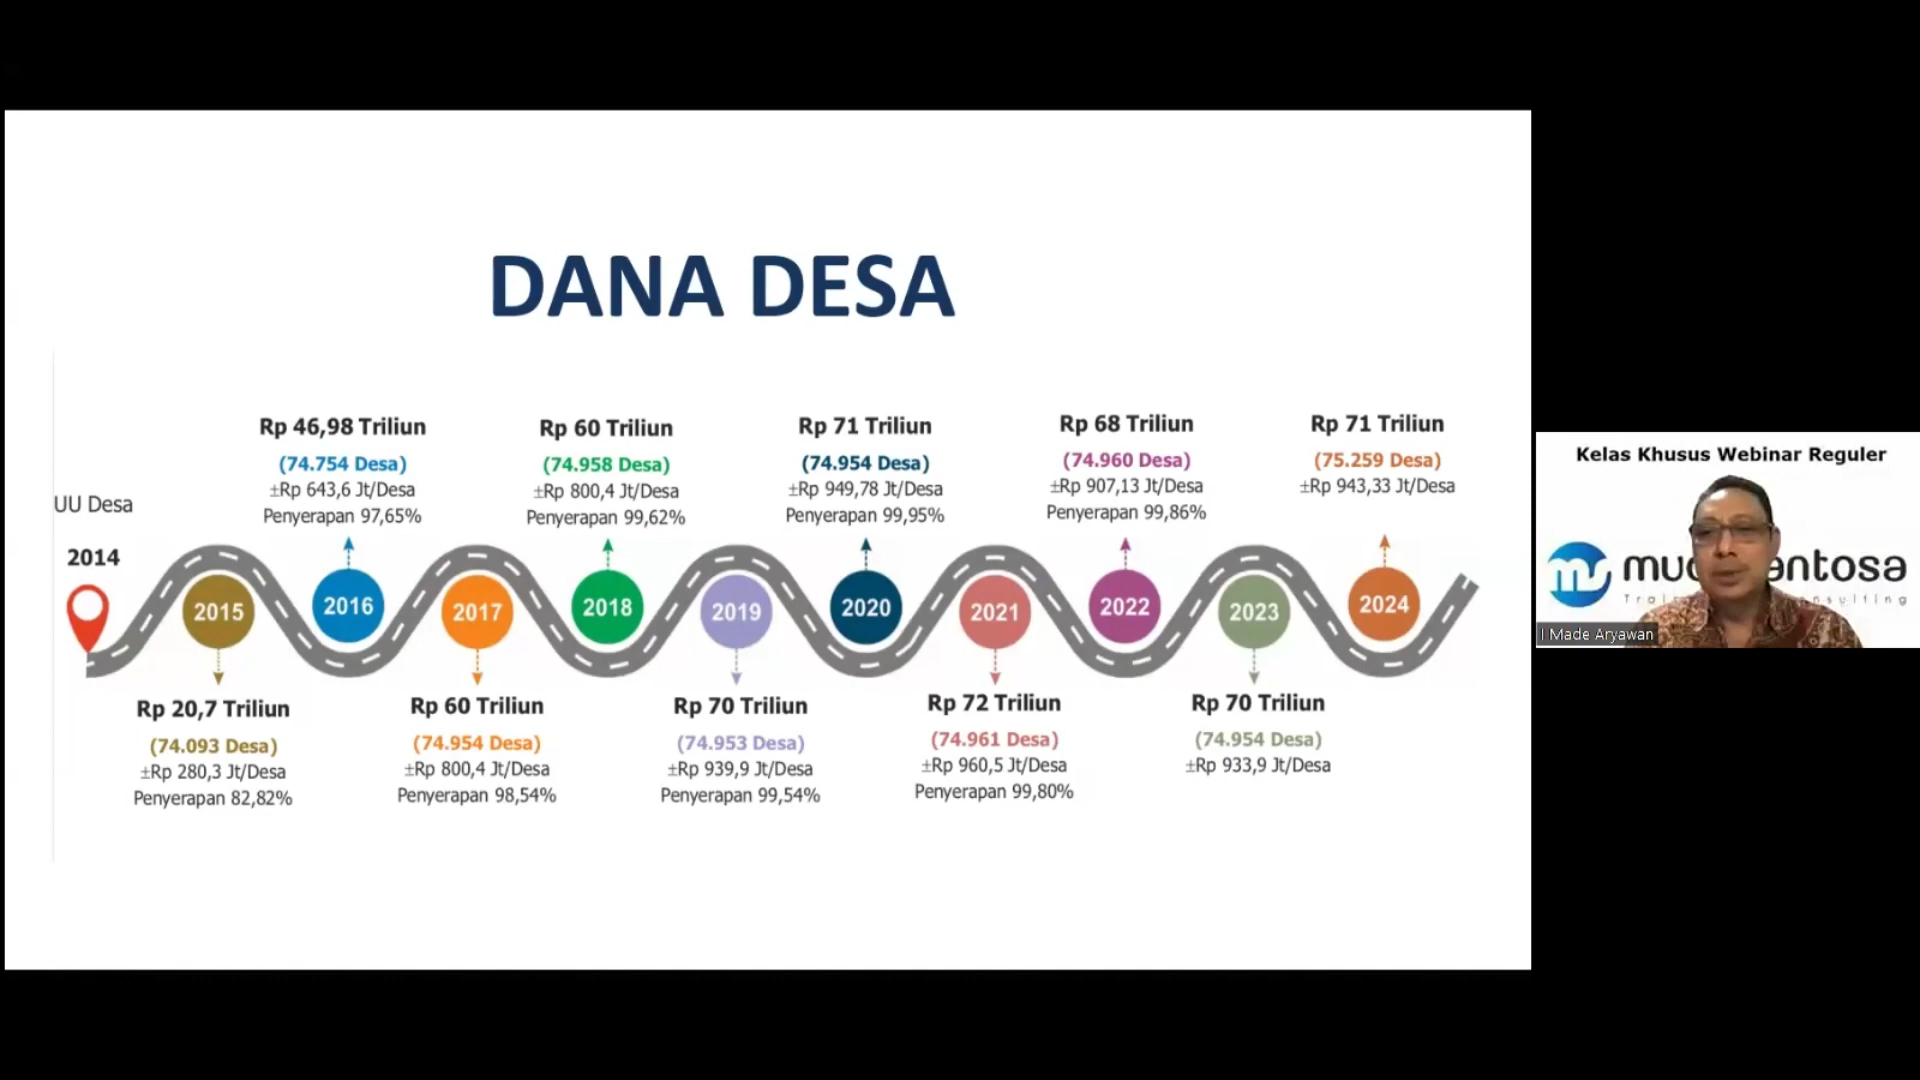 DANA DESA
UU Desa
2014
2015
Rp 20,7 Triliun
(74.093 Desa)
±Rp 280,3 Jt/Desa
Penyerapan 82,82%
Rp 46,98 Triliun
(74.754 Desa)
±Rp 643,6 Jt/Desa
Penyerapan 97,65%
2016
2017
Rp 60 Triliun
(74.954 Desa)
±Rp 800,4 Jt/Desa
Penyerapan 98,54%
Rp 60 Triliun
(74.958 Desa)
±Rp 800,4 Jt/Desa
Penyerapan 99,62%
2018
2019
Rp 70 Triliun
(74.953 Desa)
±Rp 939,9 Jt/Desa
Penyerapan 99,54%
Rp 71 Triliun
(74.954 Desa)
±Rp 949,78 Jt/Desa
Penyerapan 99,95%
2020
2021
Rp 72 Triliun
(74.961 Desa)
±Rp 960,5 Jt/Desa
Penyerapan 99,80%
Rp 68 Triliun
(74.960 Desa)
±Rp 907,13 Jt/Desa
Penyerapan 99,86%
2022
2023
Rp 70 Triliun
(74.954 Desa)
±Rp 933,9 Jt/Desa
Rp 71 Triliun
(75.259 Desa)
±Rp 943,33 Jt/Desa
2024
Kelas Khusus Webinar Reguler
I Made Aryawan